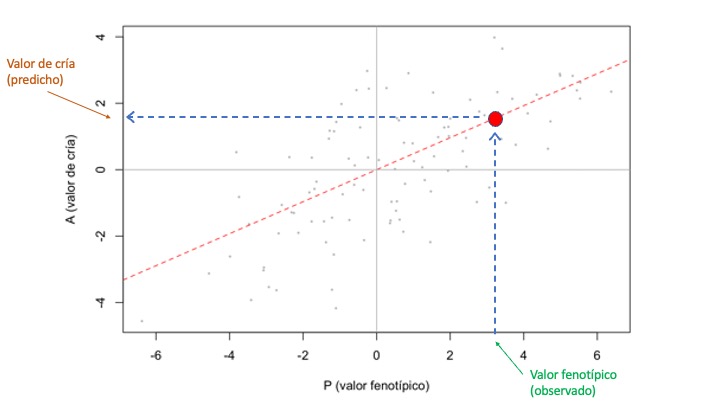 Valor de cría
(predicho)
A (valor de cría)
4
2
0
-2
-4
-6
-4
-2
0
2
4
6
P (valor fenotípico)
Valor fenotípico
(observado)